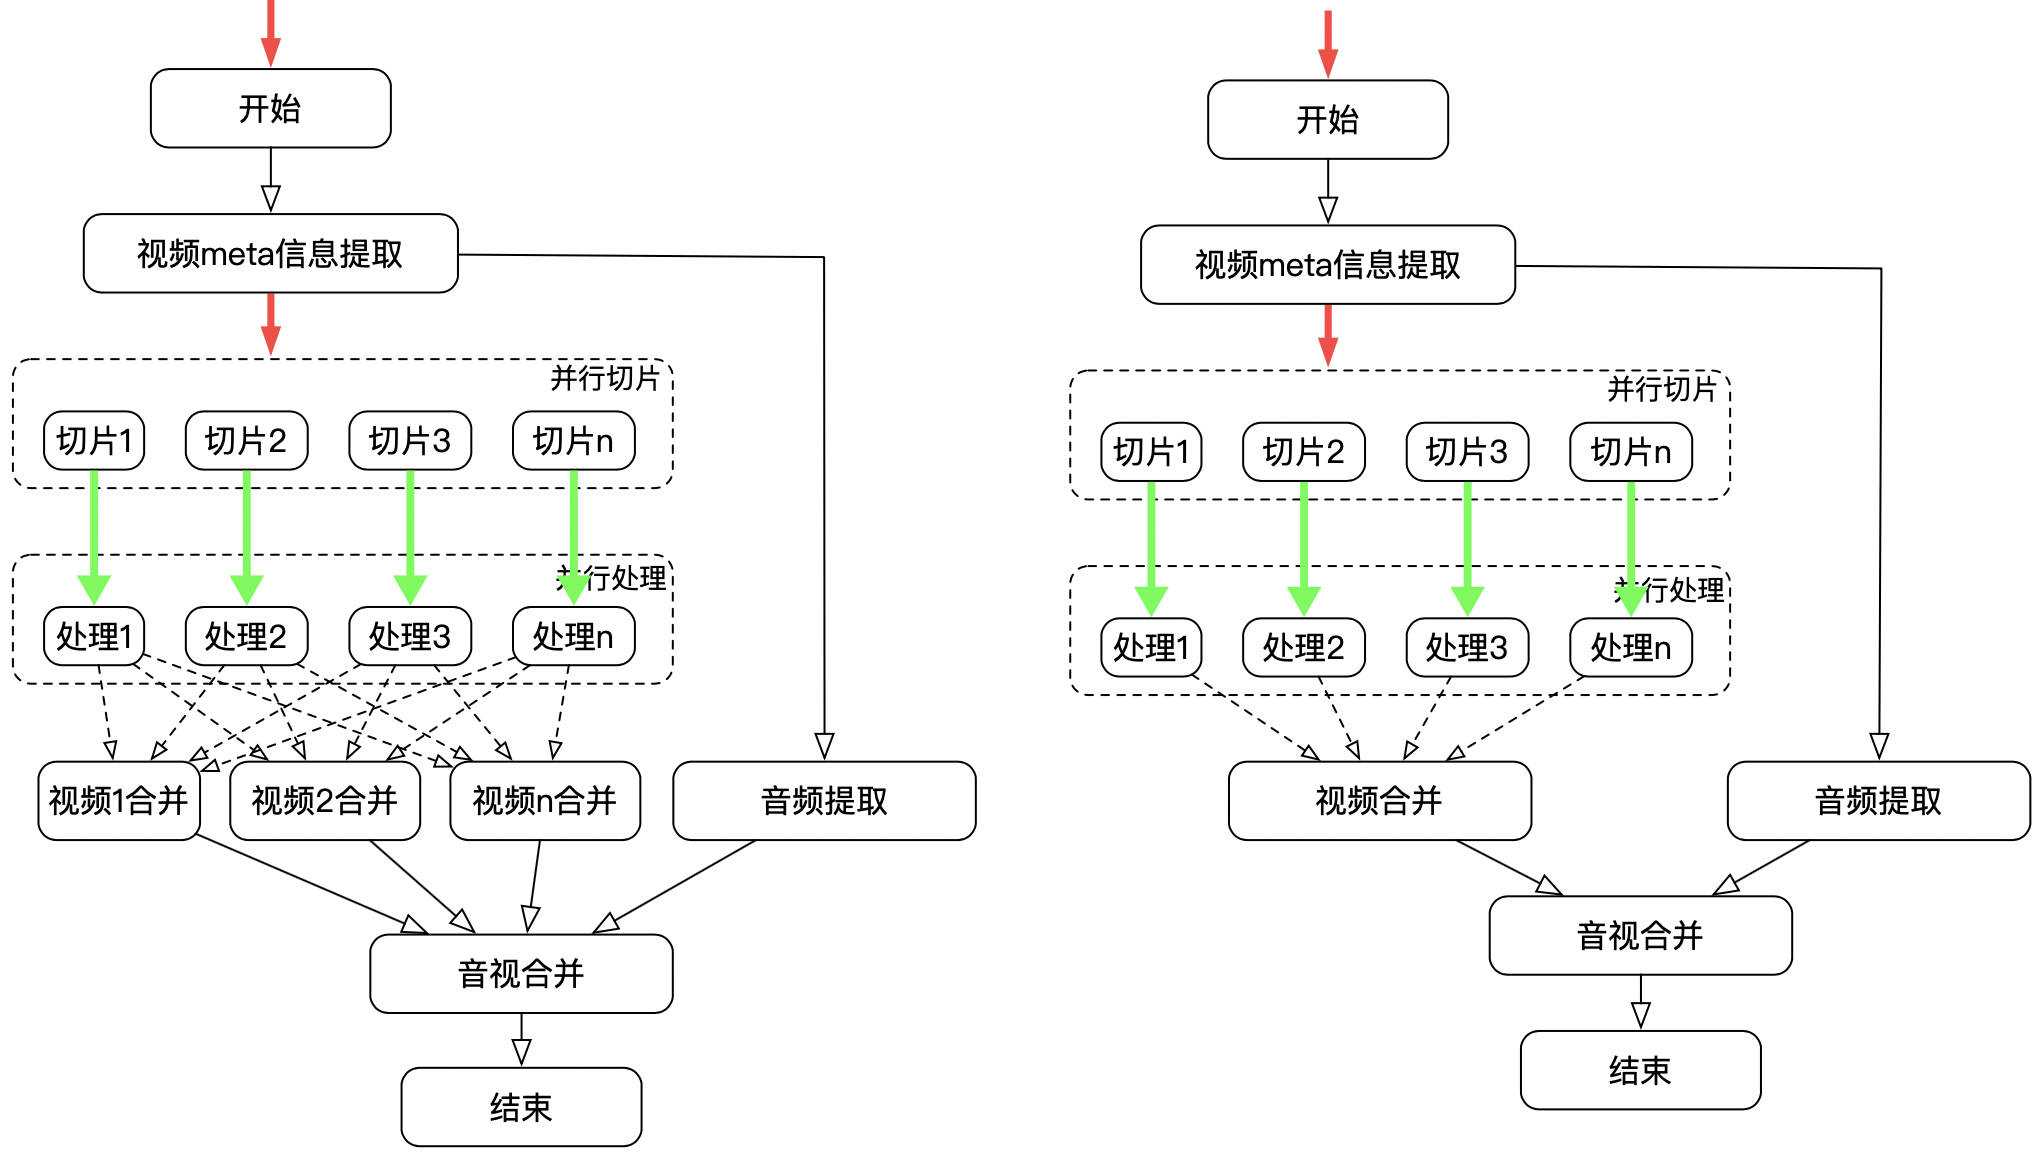 开始
视频meta信息提取
并行切片
切片1
切片2
切片3
切片n
并行处理
处理1
处理2
处理3
处理n
视频1合并
视频2合并
视频n合并
音频提取
音视合并
结束
开始
视频meta信息提取
并行切片
切片1
切片2
切片3
切片n
并行处理
处理1
处理2
处理3
处理n
视频合并
音频提取
音视合并
结束